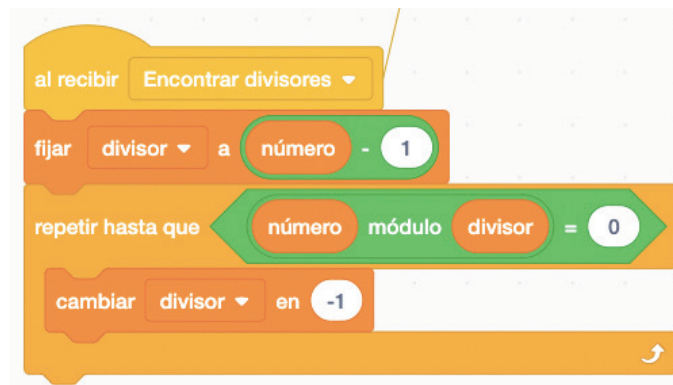 al recibir Encontrar divisores
fijar divisor a número - 1
repetir hasta que número módulo divisor = 0
cambiar divisor en -1